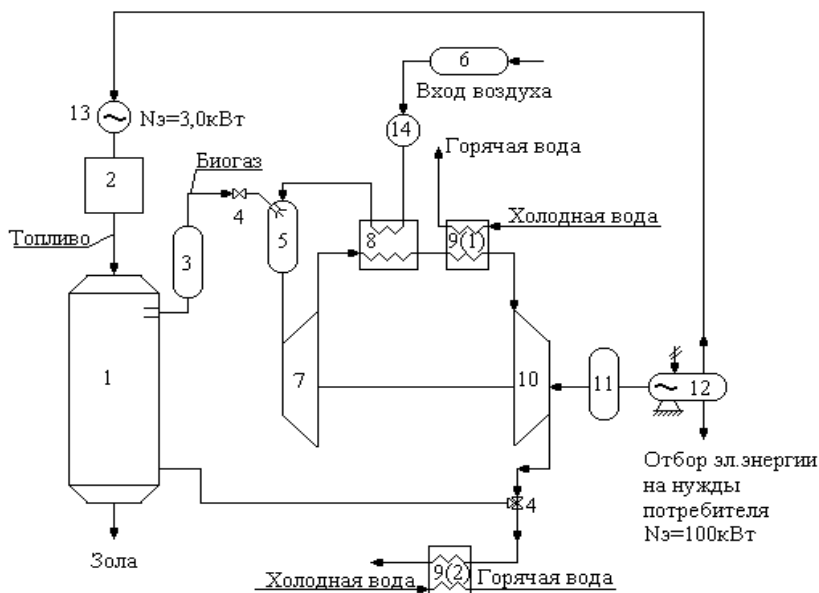 6
Вход воздуха
13
Nэ=3,0кВт
14
Горячая вода
Биогаз
2
4
Холодная вода
5
8
9(1)
Топливо
3
1
7
10
11
12
Отбор эл.энергии
на нужды
потребителя
Nэ=100кВт
4
Зола
9(2)
Холодная вода
Горячая вода